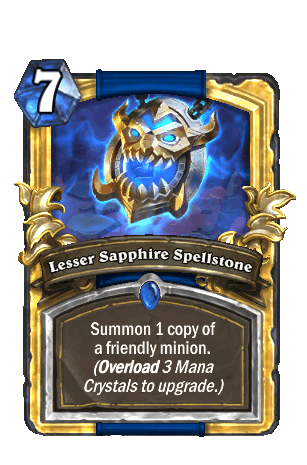 7
Lesser Sapphire Spellstone
Summon 1 copy of
a friendly minion.
(Overload 3 Mana
Crystals to upgrade.)